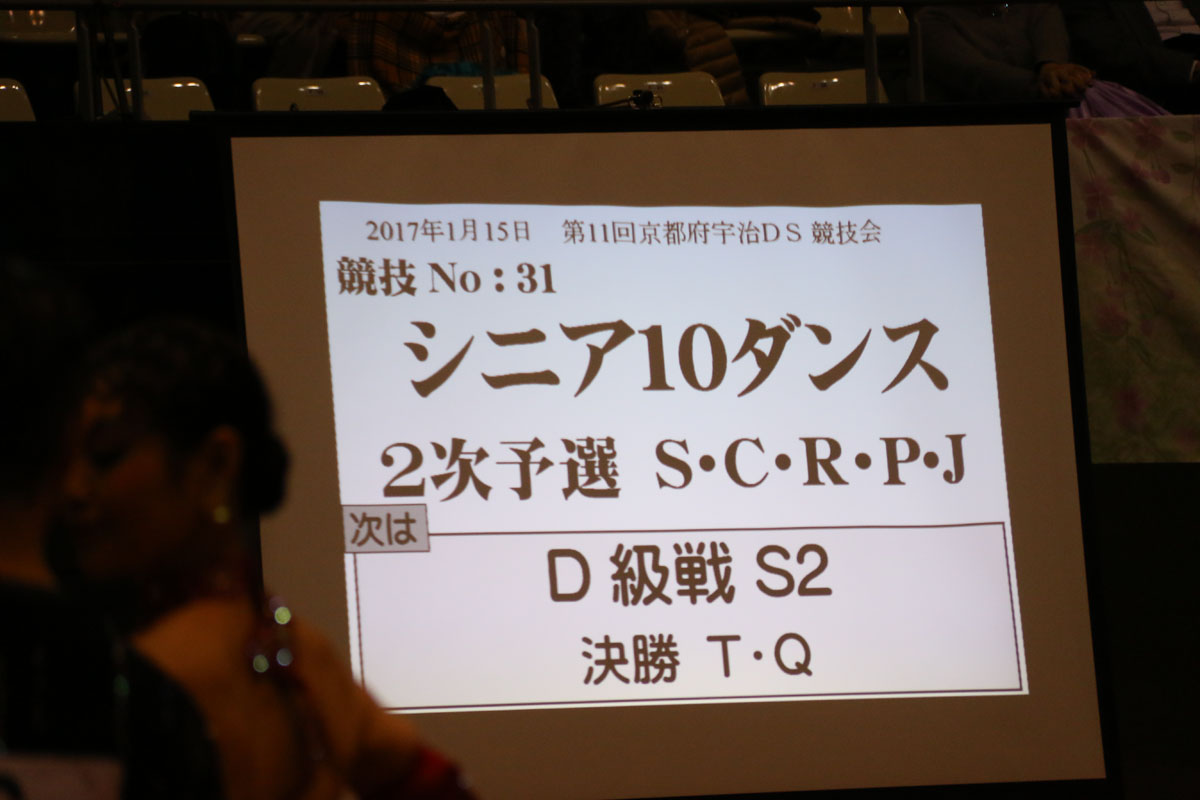 2017年1月15日 第11回京都府宇治DS 競技会
競技 No:31
シニア10ダンス
2次予選 S・C・R・P・J
次は
D 級戦 S2
決勝 T・Q